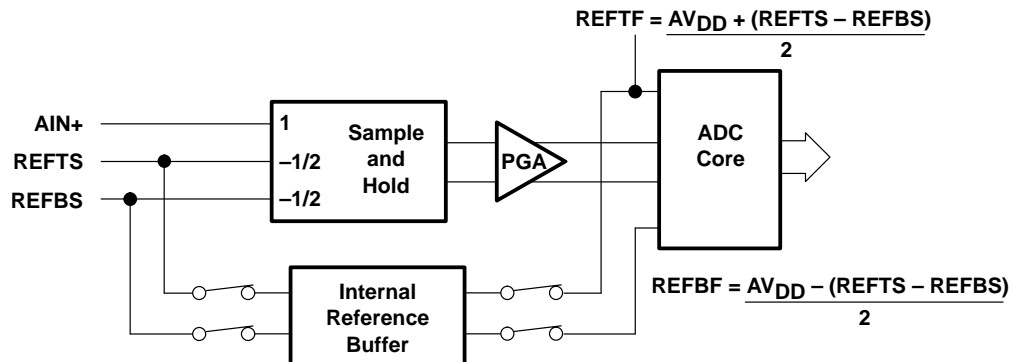 REFTF = AVDD + (REFTS – REFBS)
2
AIN+
REFTS
REFBS
1
–1/2
–1/2
Sample
and
Hold
PGA
ADC
Core
Internal
Reference
Buffer
REFBF = AVDD – (REFTS – REFBS)
2